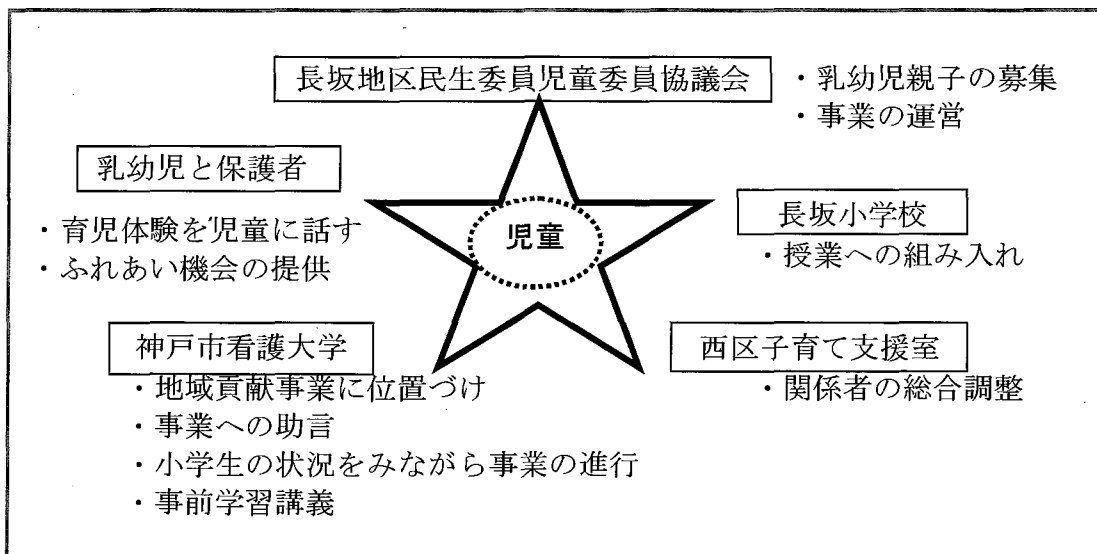 長坂地区民生委員児童委員協議会
・乳幼児親子の募集
・事業の運営
乳幼児と保護者
・育児体験を児童に話す
・ふれあい機会の提供
児童
長坂小学校
・授業への組み入れ
神戸市看護大学
・地域貢献事業に位置づけ
・事業への助言
・小学生の状況をみながら事業の進行
・事前学習講義
西区子育て支援室
・関係者の総合調整